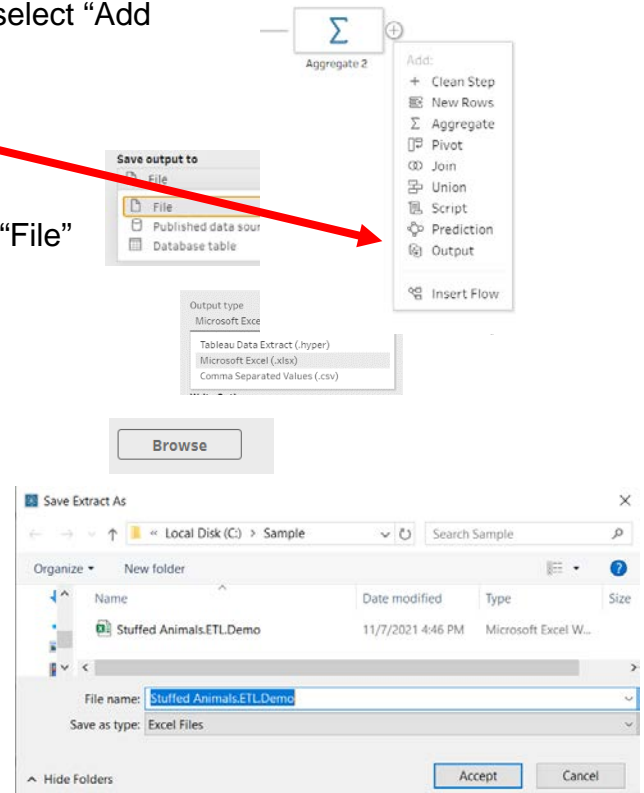 select “Add
Aggregate 2
Add:
+ Clean Step
New Rows
Σ Aggregate
Pivot
Join
Union
Script
Prediction
Output
Insert Flow
Save output to
File
File
Published data sour
Database table
“File”
Output type
Microsoft Exce
Tableau Data Extract (.hyper)
Microsoft Excel (.xlsx)
Comma Separated Values (.csv)
Browse
Save Extract As
« Local Disk (C:) > Sample
Search Sample
Organize
New folder
Name
Date modified
Type
Size
Stuffed Animals.ETL.Demo
11/7/2021 4:46 PM
Microsoft Excel W...
File name: Stuffed Animals.ETL.Demo
Save as type: Excel Files
Hide Folders
Accept
Cancel